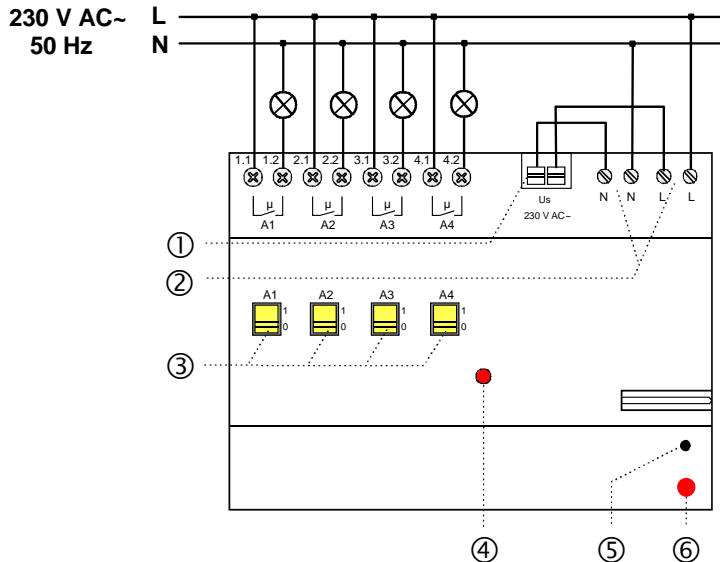 230 V AC~ L
50 Hz N
1.1 1.2 2.1 2.2 3.1 3.2 4.1 4.2
µ µ µ µ
A1 A2 A3 A4
Us
230 V AC~
N N L L
①
②
A1 A2 A3 A4
1 1 1 1
0 0 0 0
③
④ ⑤ ⑥